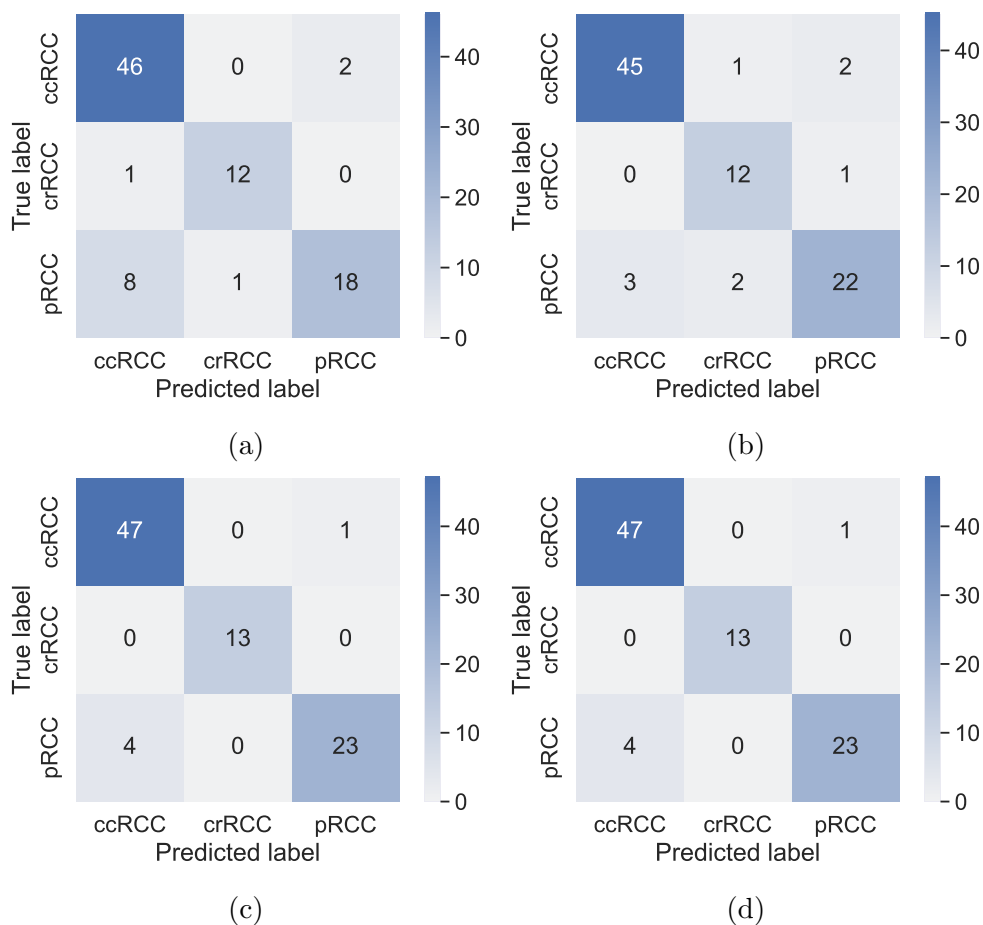 ccRCC 46 0 2 40
True label crRCC 1 12 0 30
20
pRCC 8 1 18 10
0
ccRCC crRCC pRCC
Predicted label
(a)
ccRCC 45 1 2 40
True label crRCC 0 12 1 30
20
pRCC 3 2 22 10
0
ccRCC crRCC pRCC
Predicted label
(b)
ccRCC 47 0 1 40
True label crRCC 0 13 0 30
20
pRCC 4 0 23 10
0
ccRCC crRCC pRCC
Predicted label
(c)
ccRCC 47 0 1 40
True label crRCC 0 13 0 30
20
pRCC 4 0 23 10
0
ccRCC crRCC pRCC
Predicted label
(d)